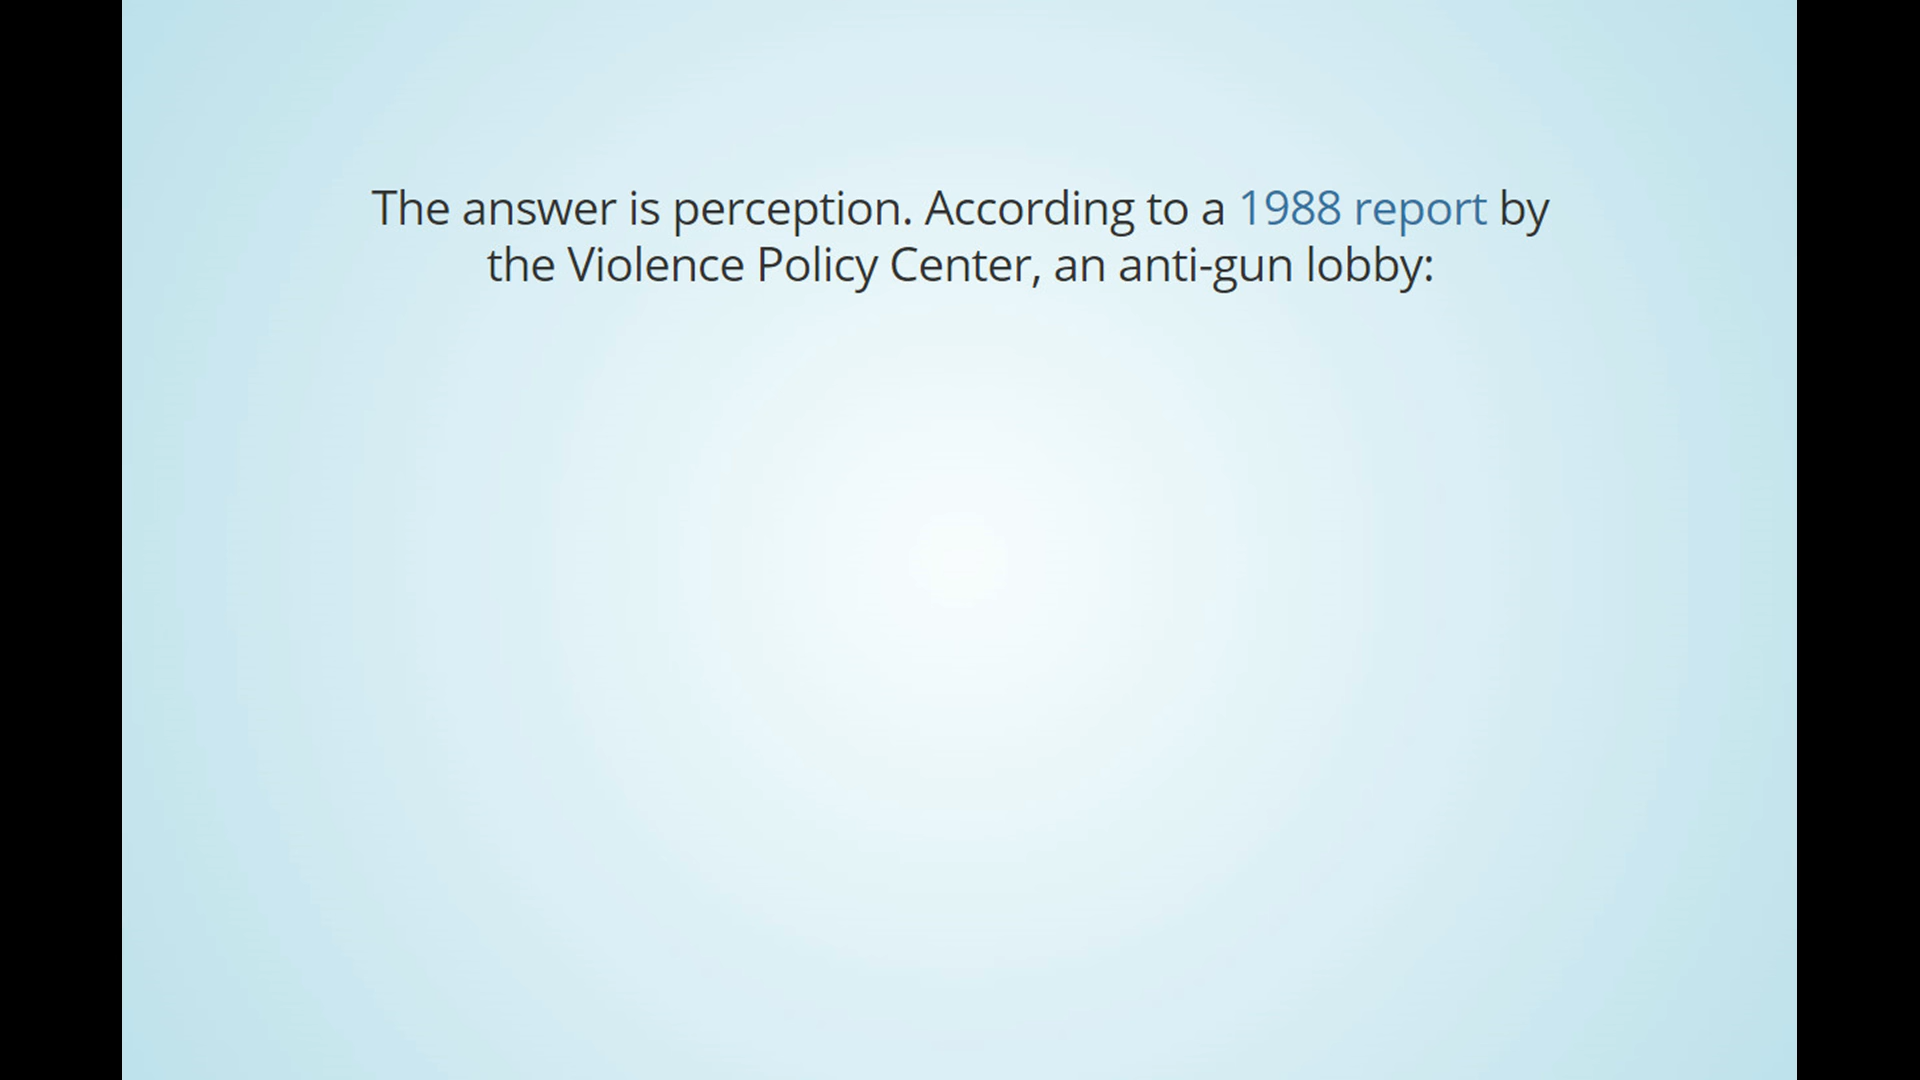 The answer is perception. According to a 1988 report by
the Violence Policy Center, an anti-gun lobby: